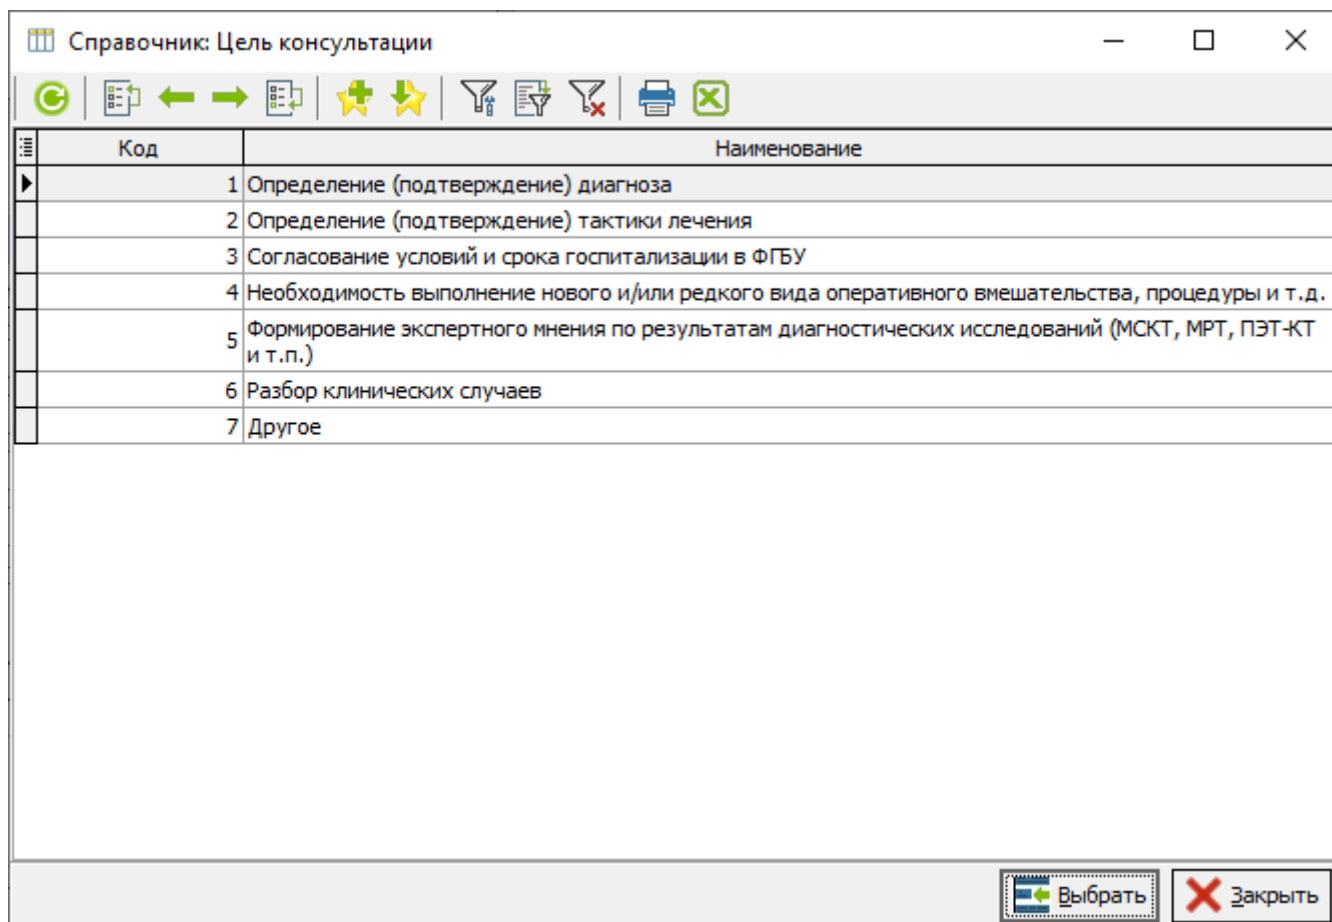 Справочник: Цель консультации
Код Наименование
1 Определение (подтверждение) диагноза
2 Определение (подтверждение) тактики лечения
3 Согласование условий и срока госпитализации в ФГБУ
4 Необходимость выполнение нового и/или редкого вида оперативного вмешательства, процедуры и т.д.
5 Формирование экспертного мнения по результатам диагностических исследований (МСКТ, МРТ, ПЭТ-КТ
и т.п.)
6 Разбор клинических случаев
7 Другое
Выбрать Закрыть